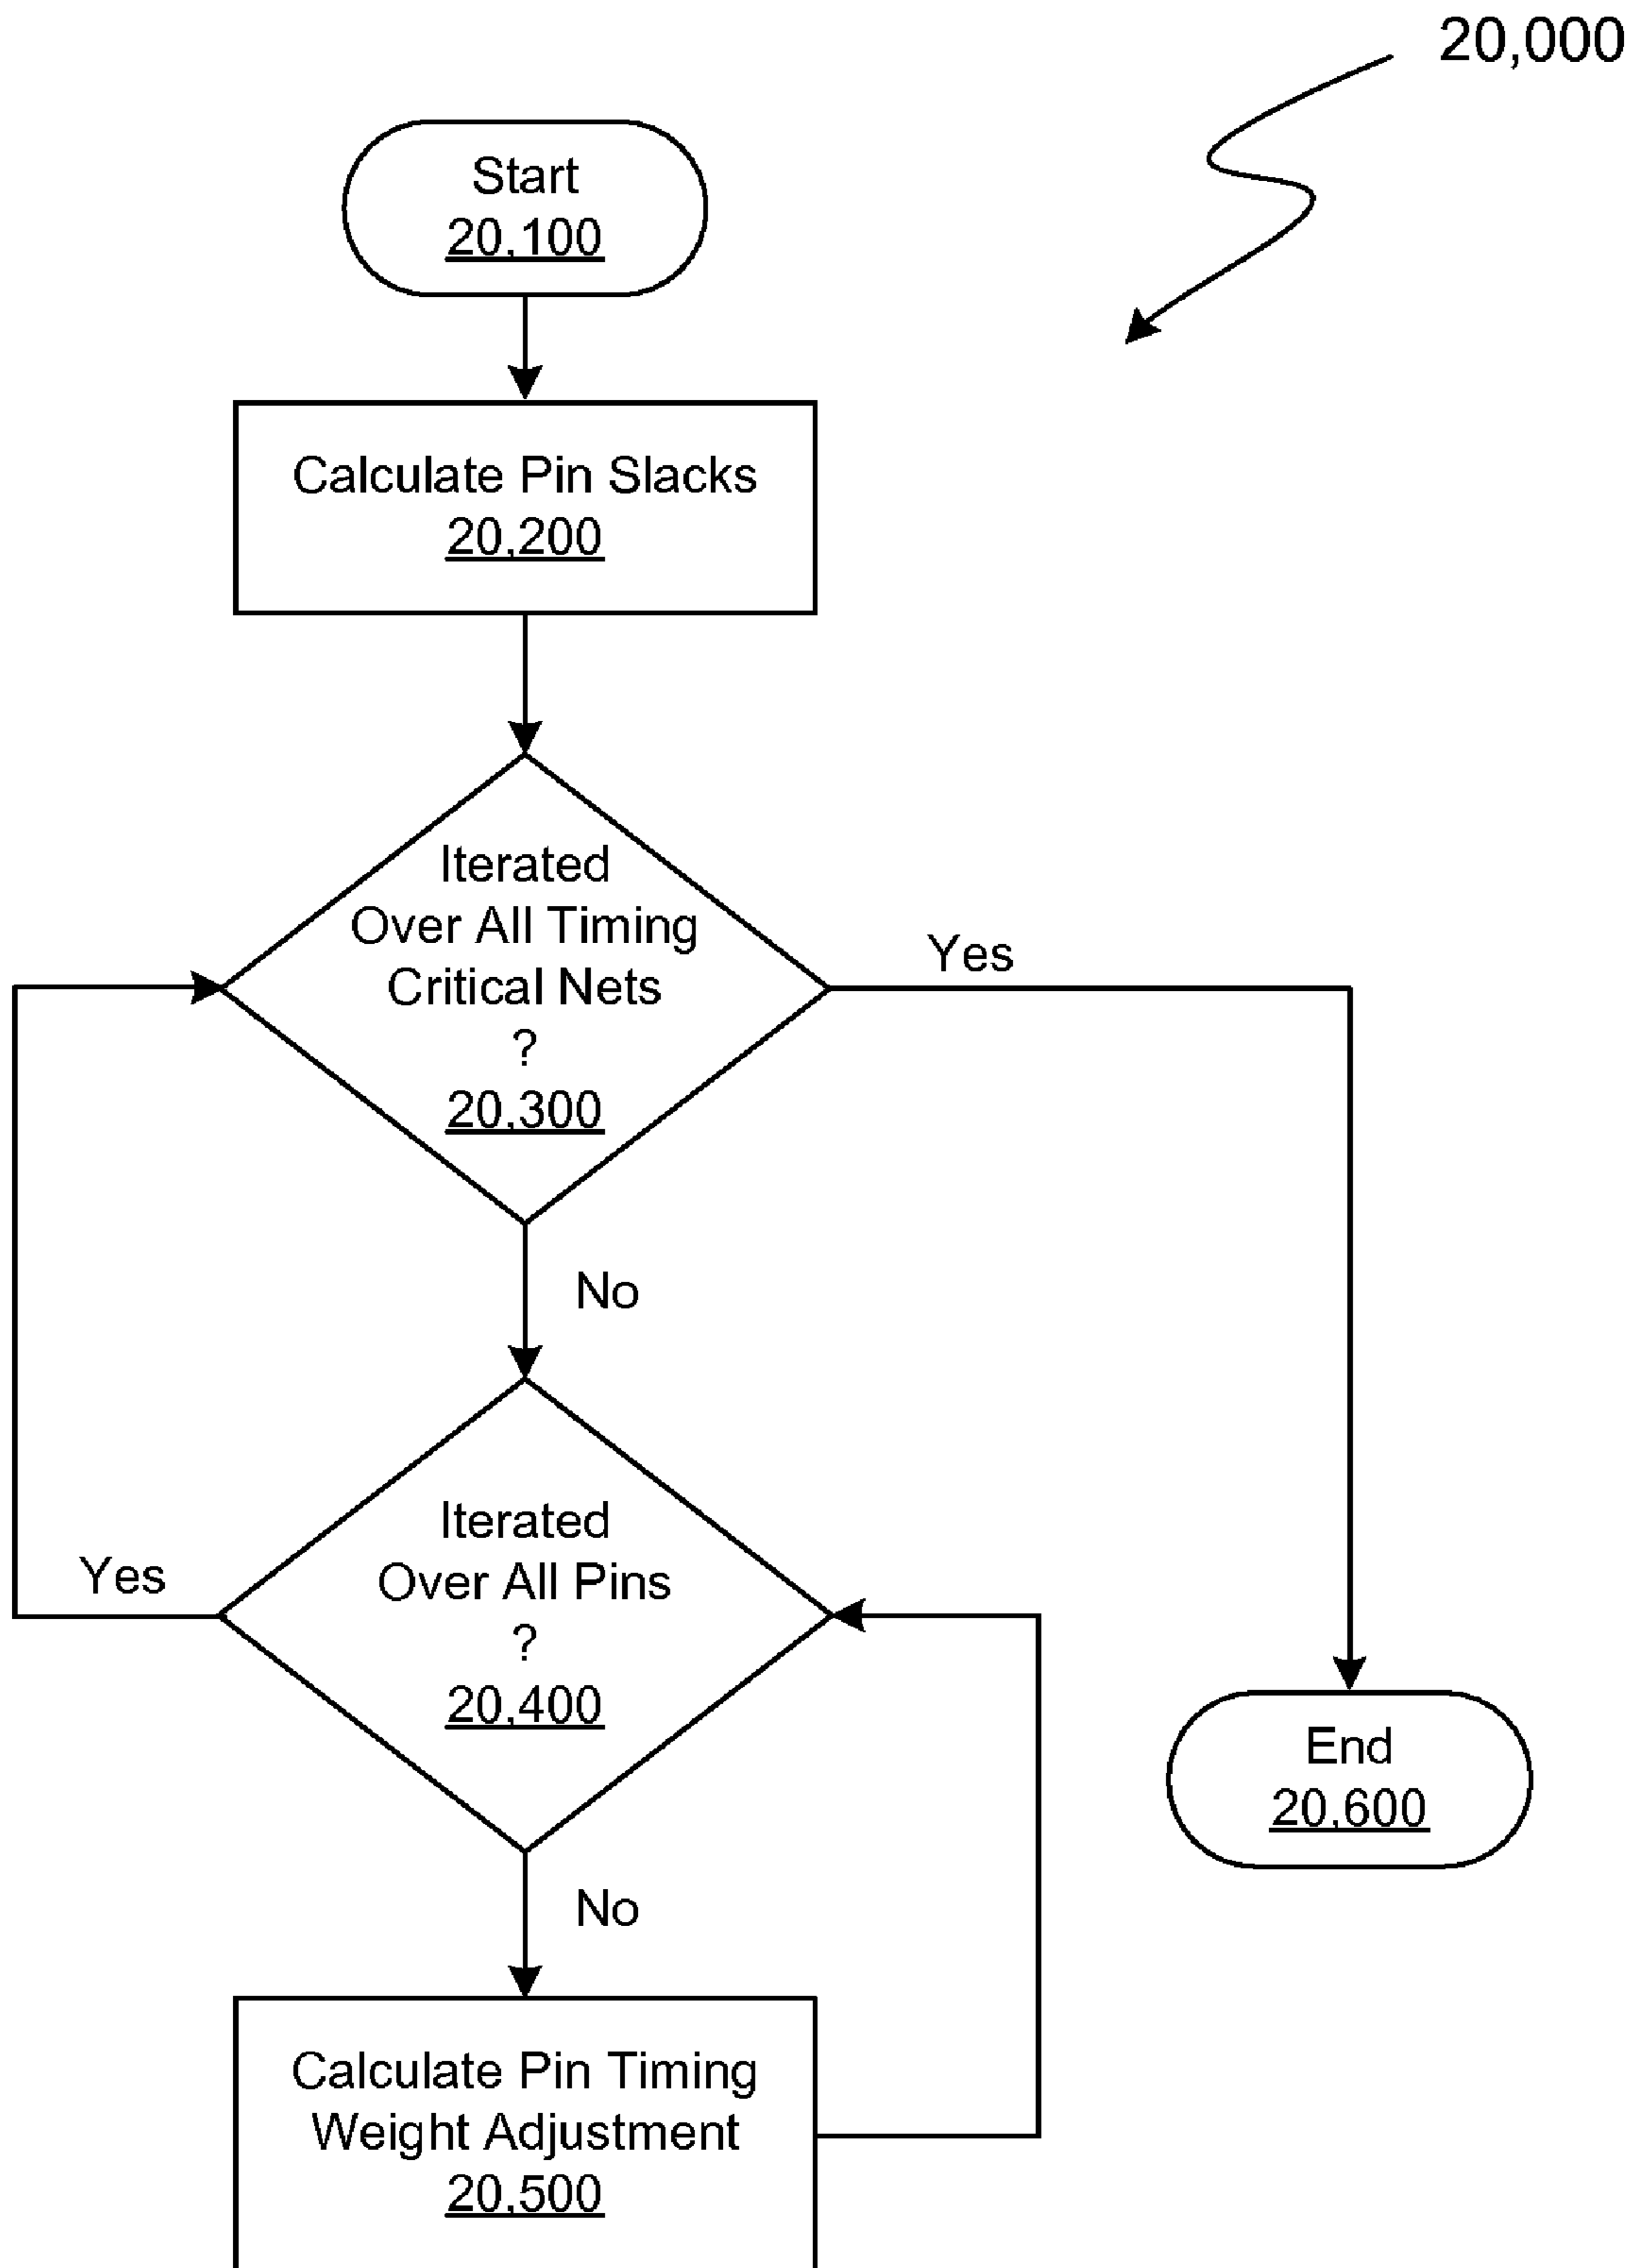 20,000
Start
20,100
Calculate Pin Slacks
20,200
Iterated
Over All Timing
Critical Nets
?
20,300
Yes
No
Iterated
Over All Pins
?
20,400
Yes
No
Calculate Pin Timing
Weight Adjustment
20,500
End
20,600